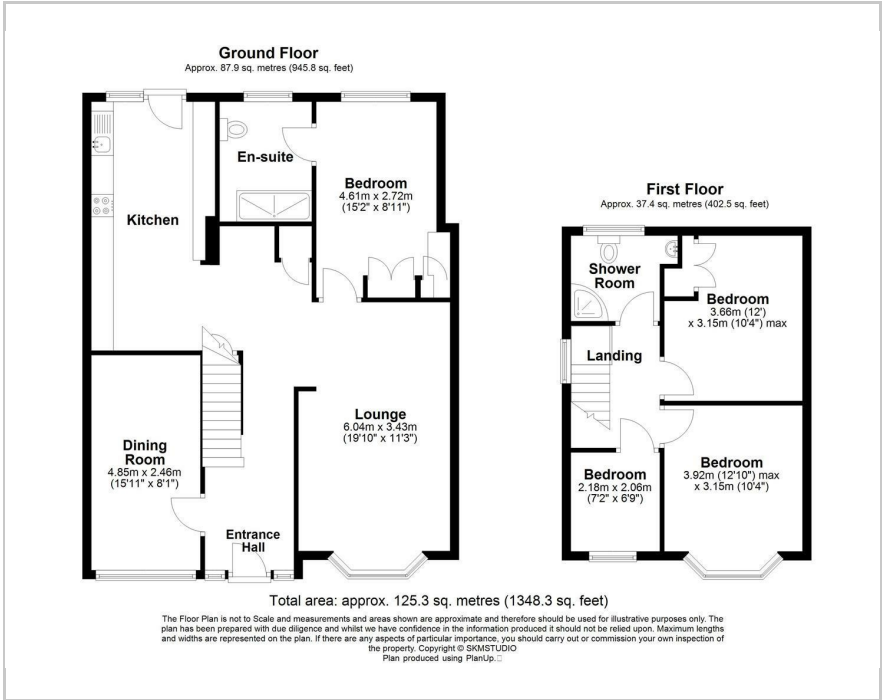 Ground Floor
Approx. 87.9 sq. metres (945.8 sq. feet)
En-suite
Bedroom
4.61m x 2.72m
(15'2" x 8'11")
Kitchen
Lounge
6.04m x 3.43m
(19'10" x 11'3")
Dining
Room
4.85m x 2.46m
(15'11" x 8'1")
Entrance
Hall
First Floor
Approx. 37.4 sq. metres (402.5 sq. feet)
Shower
Room
Bedroom
3.66m (12')
x 3.15m (10'4") max
Landing
Bedroom
2.18m x 2.06m
(7'2" x 6'9")
Bedroom
3.92m (12'10") max
x 3.15m (10'4")
Total area: approx. 125.3 sq. metres (1348.3 sq. feet)
The Floor Plan is not to Scale and measurements and areas shown are approximate and therefore should be used for illustrative purposes only. The
plan has been prepared with due diligence and whilst we have confidence in the information produced it should not be relied upon. Maximum lengths
and widths are represented on the plan. If there are any aspects of particular importance, you should carry out or commission your own inspection of
the property. Copyright © SKMSTUDIO
Plan produced using PlanUp.